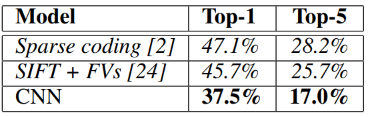 Model Top-1 Top-5
Sparse coding [2] 47.1% 28.2%
SIFT + FVs [24] 45.7% 25.7%
CNN 37.5% 17.0%